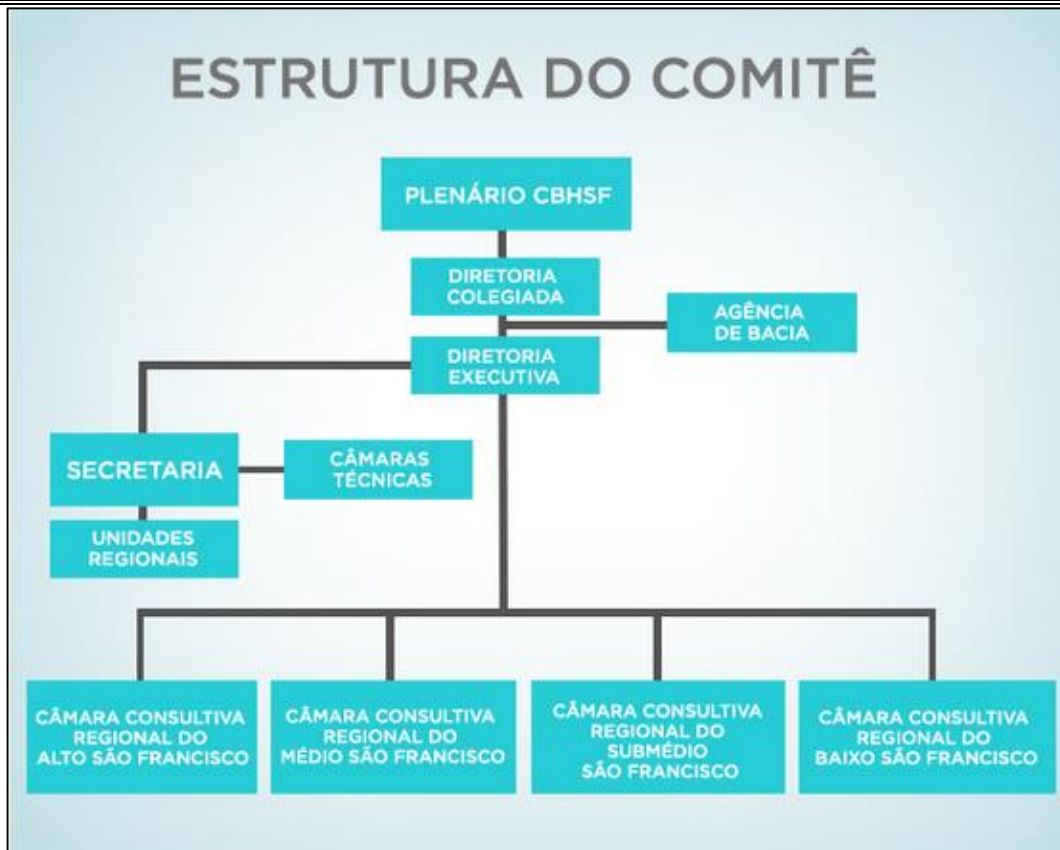 ESTRUTURA DO COMITÊ
PLENÁRIO CBHSF
DIRETORIA
COLEGIADA
AGÊNCIA
DE BACIA
DIRETORIA
EXECUTIVA
SECRETARIA
CÂMARAS
TÉCNICAS
UNIDADES
REGIONAIS
CÂMARA CONSULTIVA
REGIONAL DO
ALTO SÃO FRANCISCO
CÂMARA CONSULTIVA
REGIONAL DO
MÉDIO SÃO FRANCISCO
CÂMARA CONSULTIVA
REGIONAL DO
SUBMÉDIO
SÃO FRANCISCO
CÂMARA CONSULTIVA
REGIONAL DO
BAIXO SÃO FRANCISCO